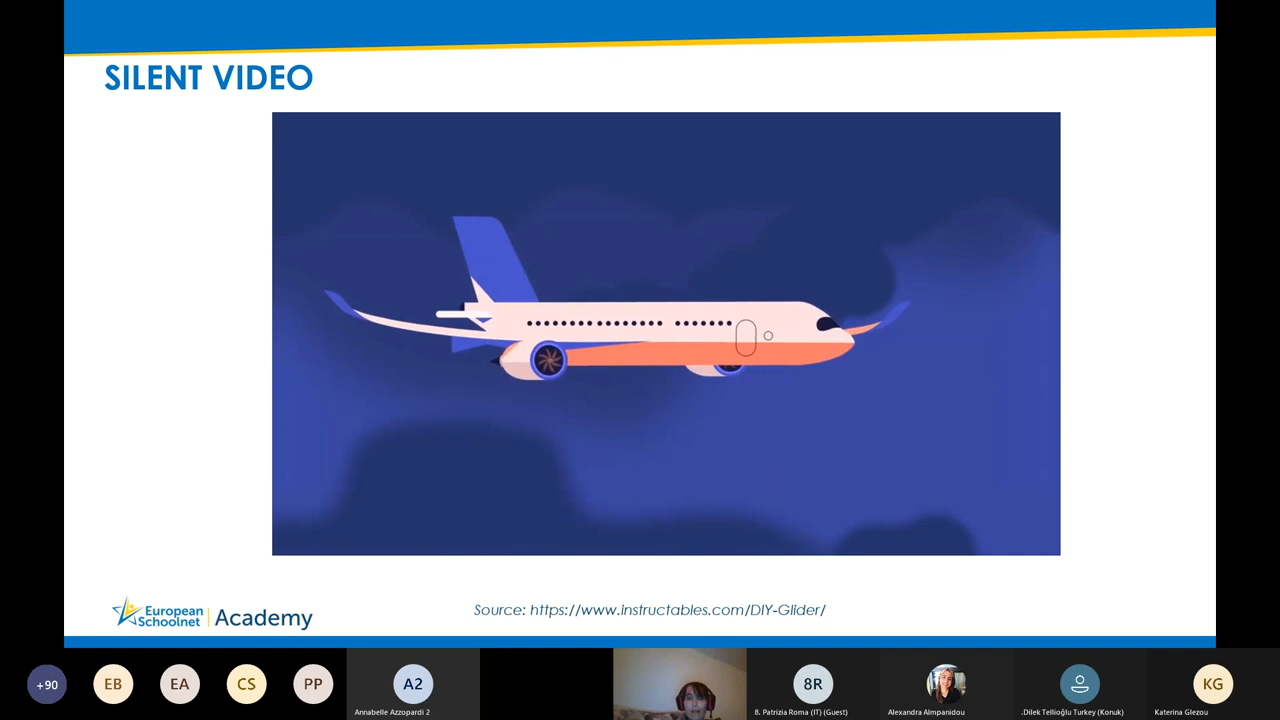 SILENT VIDEO
European
Schoolnet
Academy
Source: https://www.instructables.com/DIY-Glider/
+90
EB
EA
CS
PP
A2
Annabelle Azzopardi 2
8R
8. Patrizia Roma (IT) (Guest)
Alexandra Almpanidou
.Dilek Tellioğlu Turkey (Konuk)
KG
Katerina Glezou